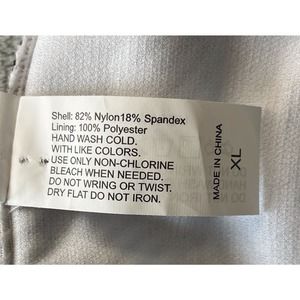 Shell: 82% Nylon18% Spandex
Lining: 100% Polyester
HAND WASH COLD.
WITH LIKE COLORS.
USE ONLY NON-CHLORINE
BLEACH WHEN NEEDED.
DO NOT WRING OR TWIST.
DRY FLAT DO NOT IRON.
MADE IN CHINA
XL